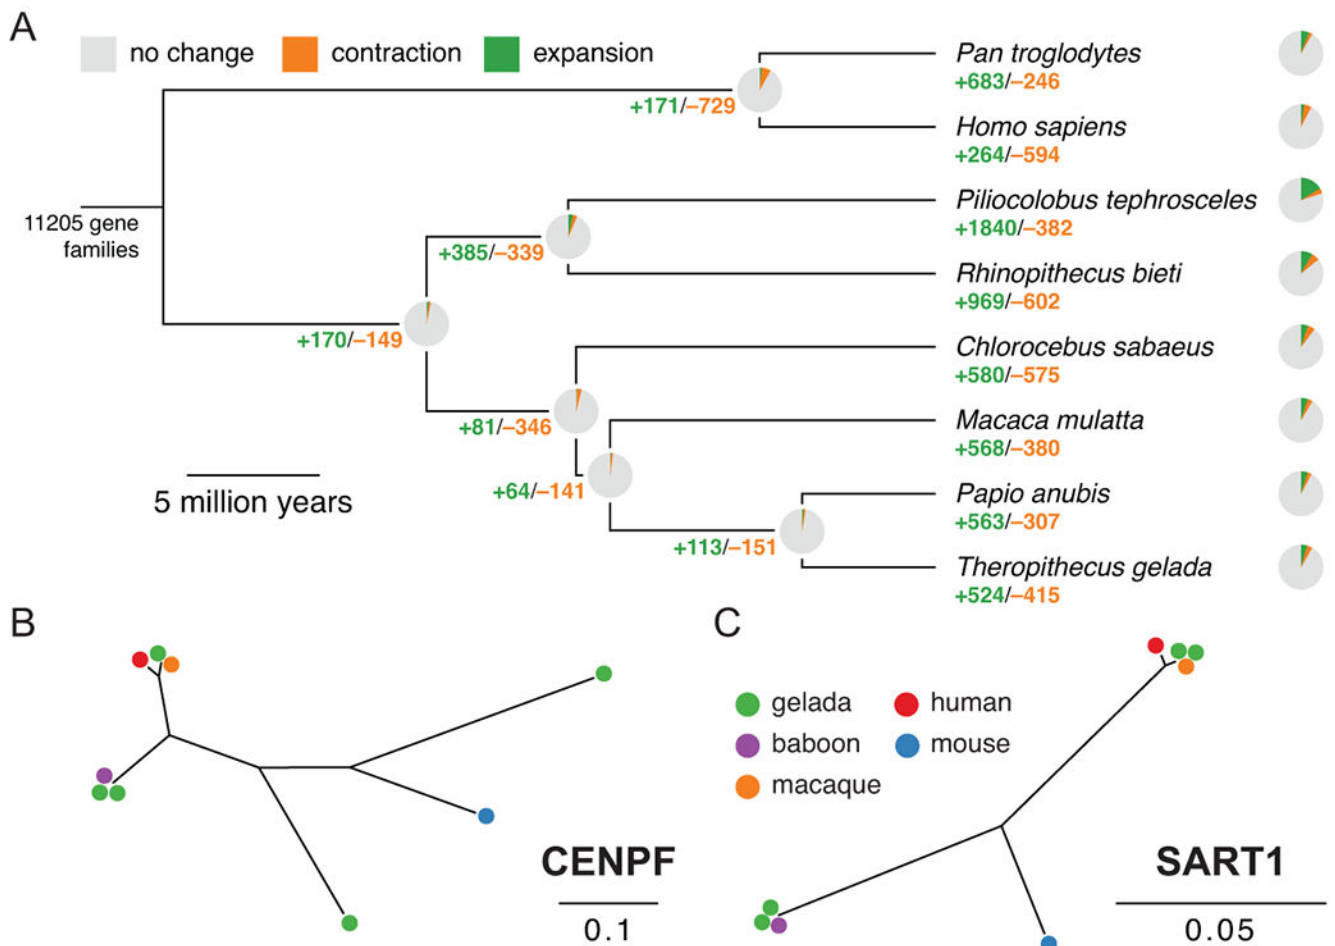 A
no change contraction expansion
Pan troglodytes
+683/–246
+171/–729
Homo sapiens
+264/–594
11205 gene
families
Piliocolobus tephrosceles
+1840/–382
+385/–339
Rhinopithecus bieti
+969/–602
+170/–149
Chlorocebus sabaeus
+580/–575
+81/–346
Macaca mulatta
+568/–380
+64/–141
5 million years
Papio anubis
+563/–307
+113/–151
Theropithecus gelada
+524/–415
B
CENPF
0.1
C
gelada human
baboon mouse
macaque
SART1
0.05